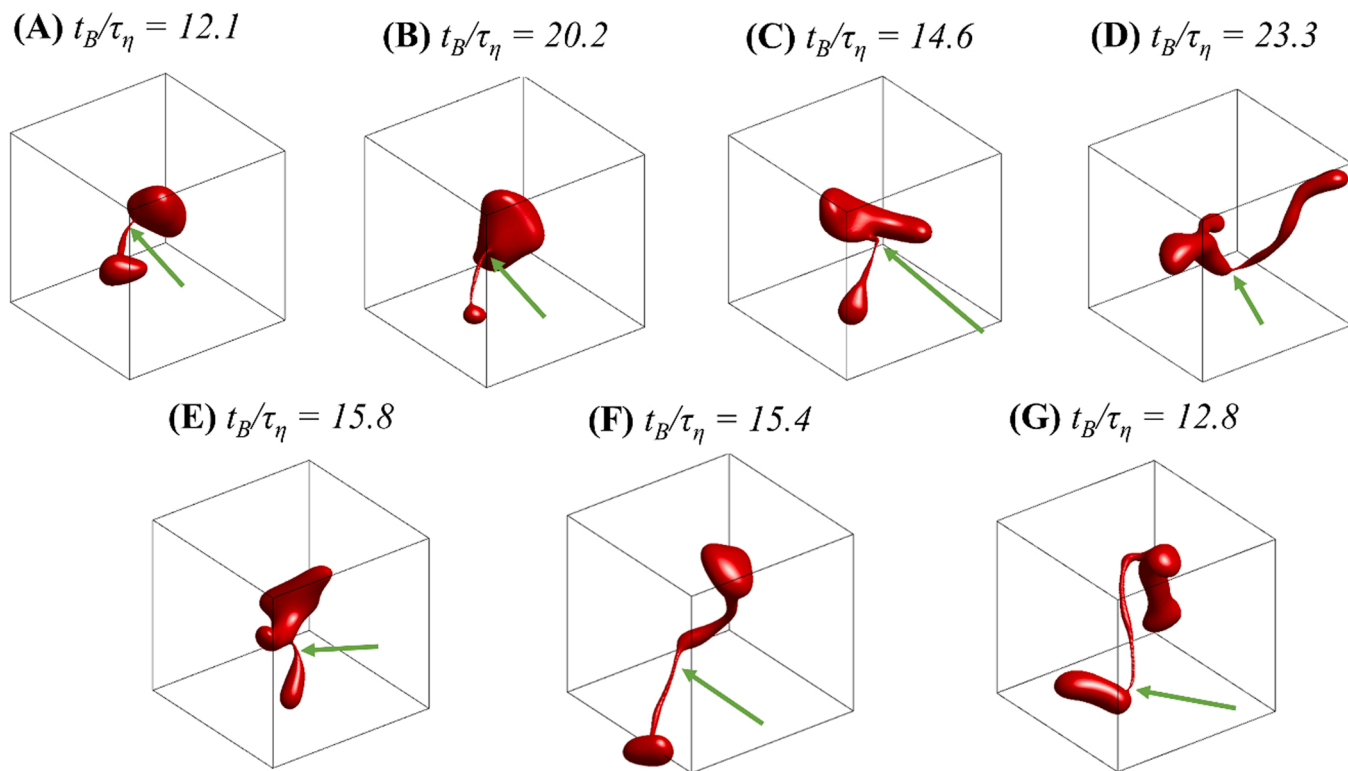 (A) t_B/τ_η = 12.1
(B) t_B/τ_η = 20.2
(C) t_B/τ_η = 14.6
(D) t_B/τ_η = 23.3
(E) t_B/τ_η = 15.8
(F) t_B/τ_η = 15.4
(G) t_B/τ_η = 12.8